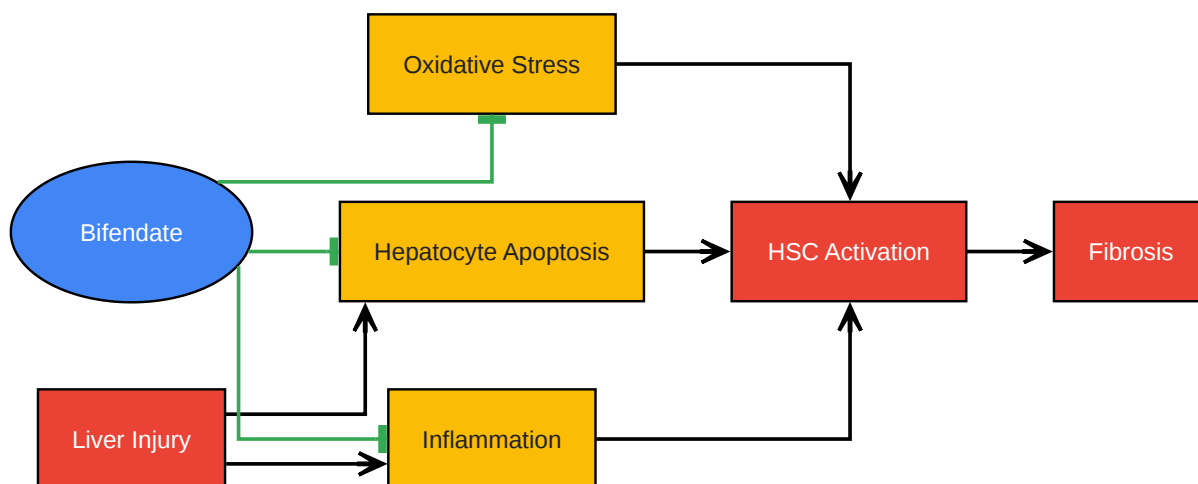 Oxidative Stress
Bifendate
Hepatocyte Apoptosis
HSC Activation
Fibrosis
Liver Injury
Inflammation